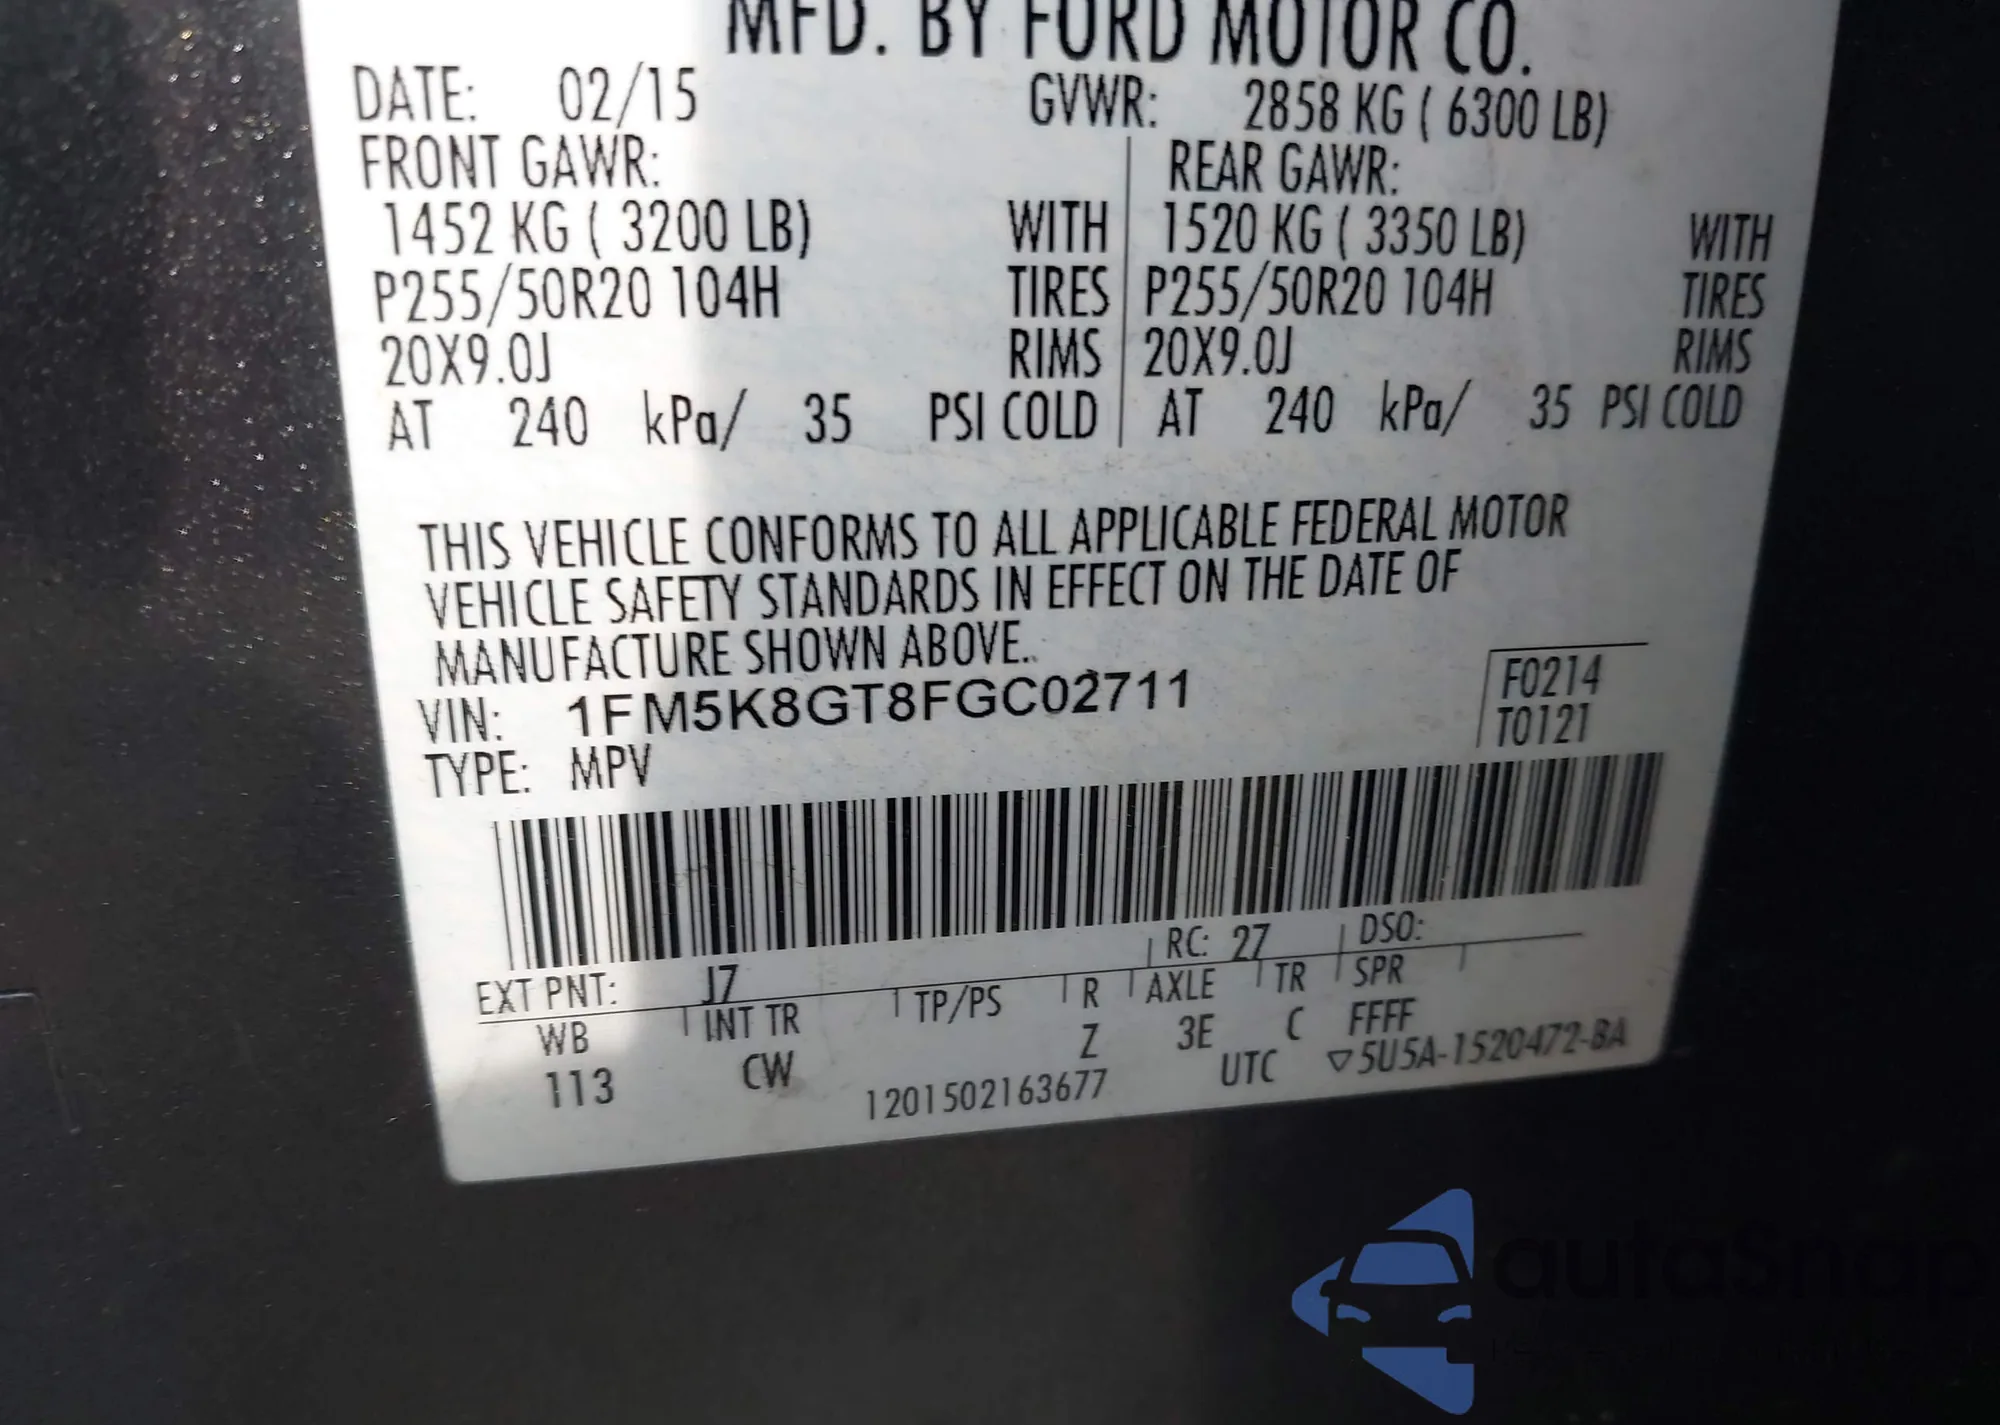 MFD. BY FORD MOTOR CO.
DATE: 02/15 GVWR: 2858 KG ( 6300 LB)
FRONT GAWR: REAR GAWR:
1452 KG ( 3200 LB) WITH 1520 KG ( 3350 LB) WITH
P255/50R20 104H TIRES P255/50R20 104H TIRES
20X9.0J RIMS 20X9.0J RIMS
AT 240 kPa/ 35 PSI COLD AT 240 kPa/ 35 PSI COLD
THIS VEHICLE CONFORMS TO ALL APPLICABLE FEDERAL MOTOR
VEHICLE SAFETY STANDARDS IN EFFECT ON THE DATE OF
MANUFACTURE SHOWN ABOVE..
VIN: 1FM5K8GT8FGC02711 F0214
TYPE: MPV T0121
EXT PNT: J7 RC: 27 DSO:
WB INT TR TP/PS R AXLE TR SPR
113 CW Z 3E C FFFF
1201502163677 UTC ▽5U5A-1520472-BA
autosnap